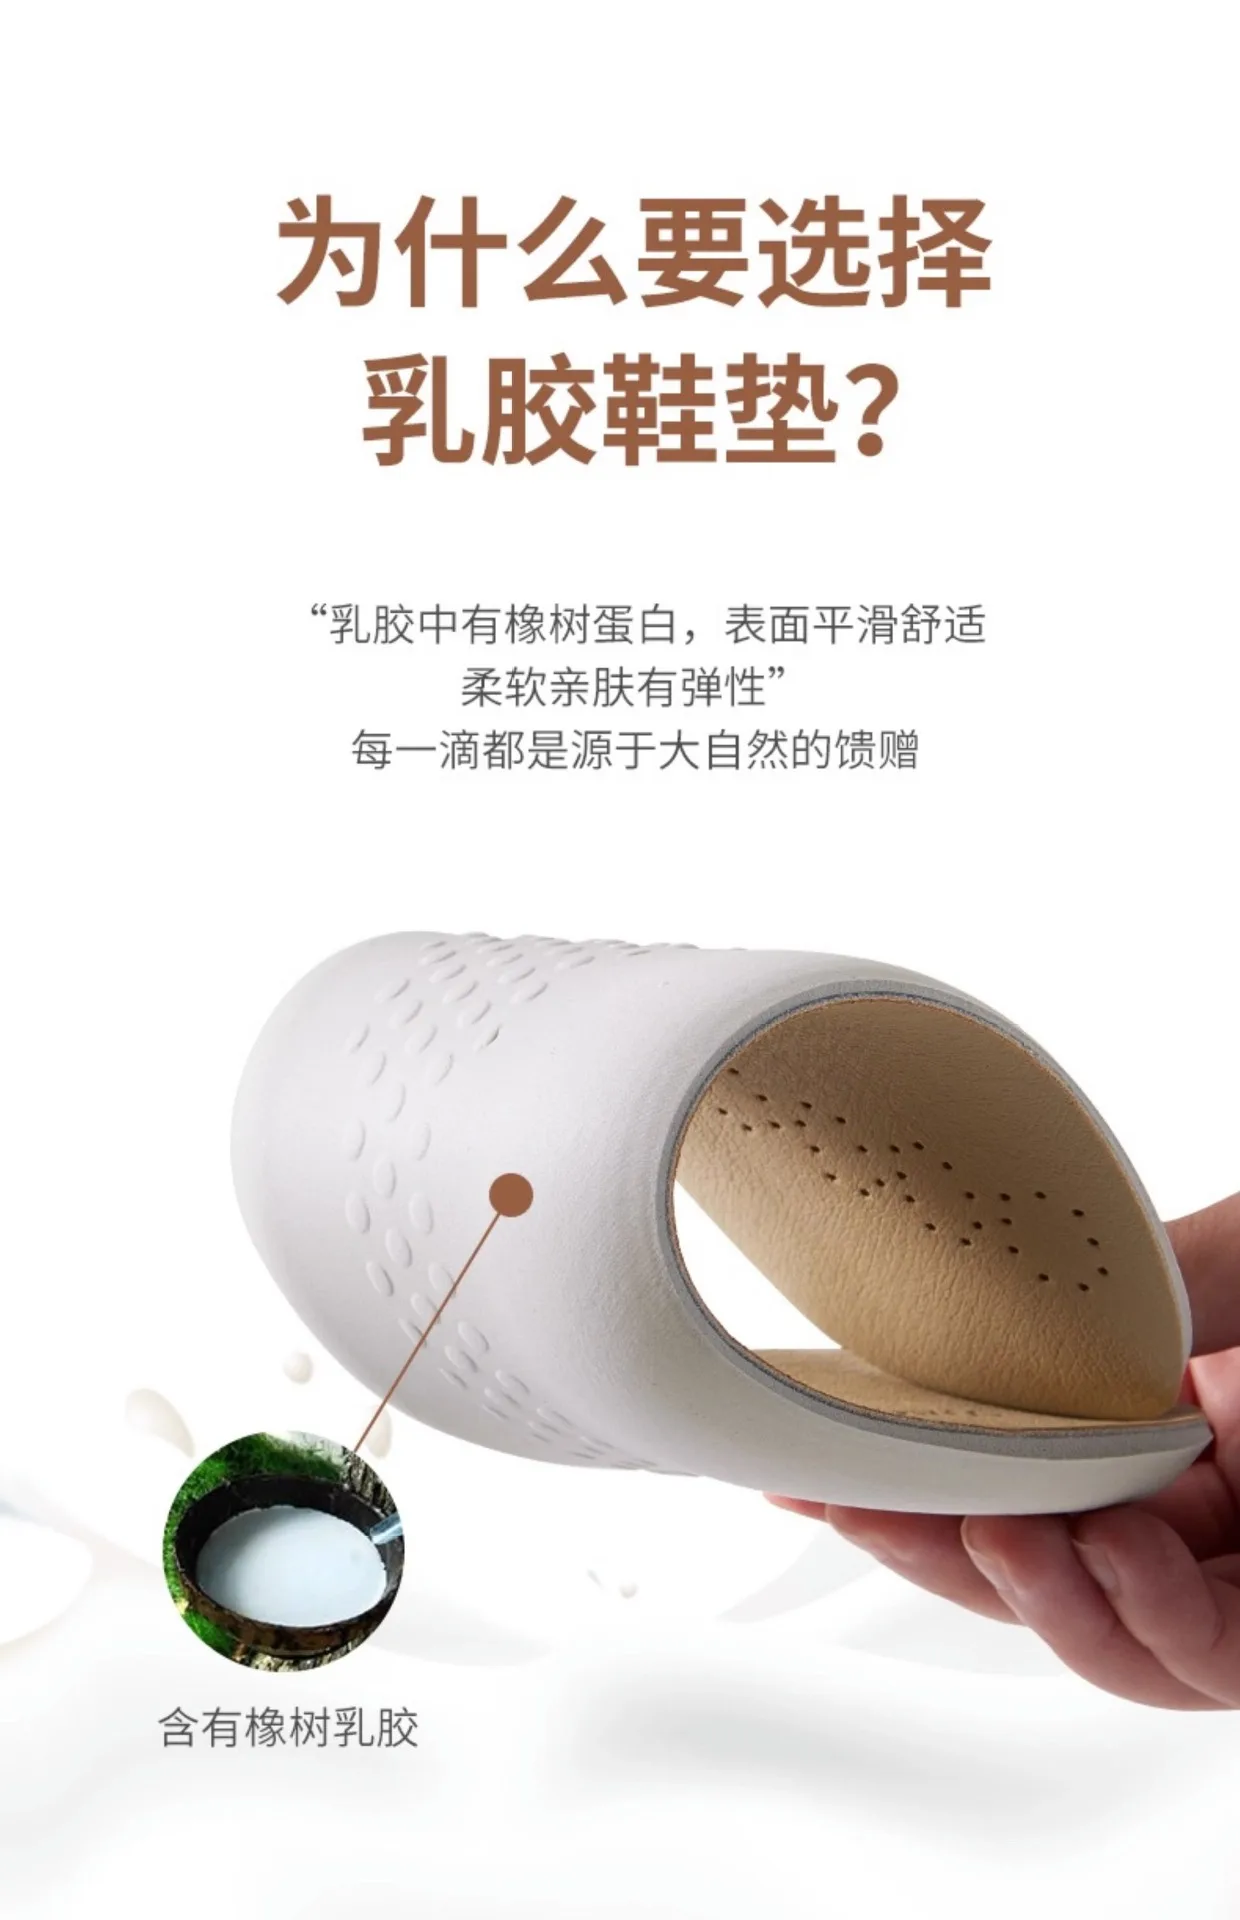 为什么要选择
乳胶鞋垫？
“乳胶中有橡树蛋白，表面平滑舒适
柔软亲肤有弹性”
每一滴都是源于大自然的馈赠
含有橡树乳胶